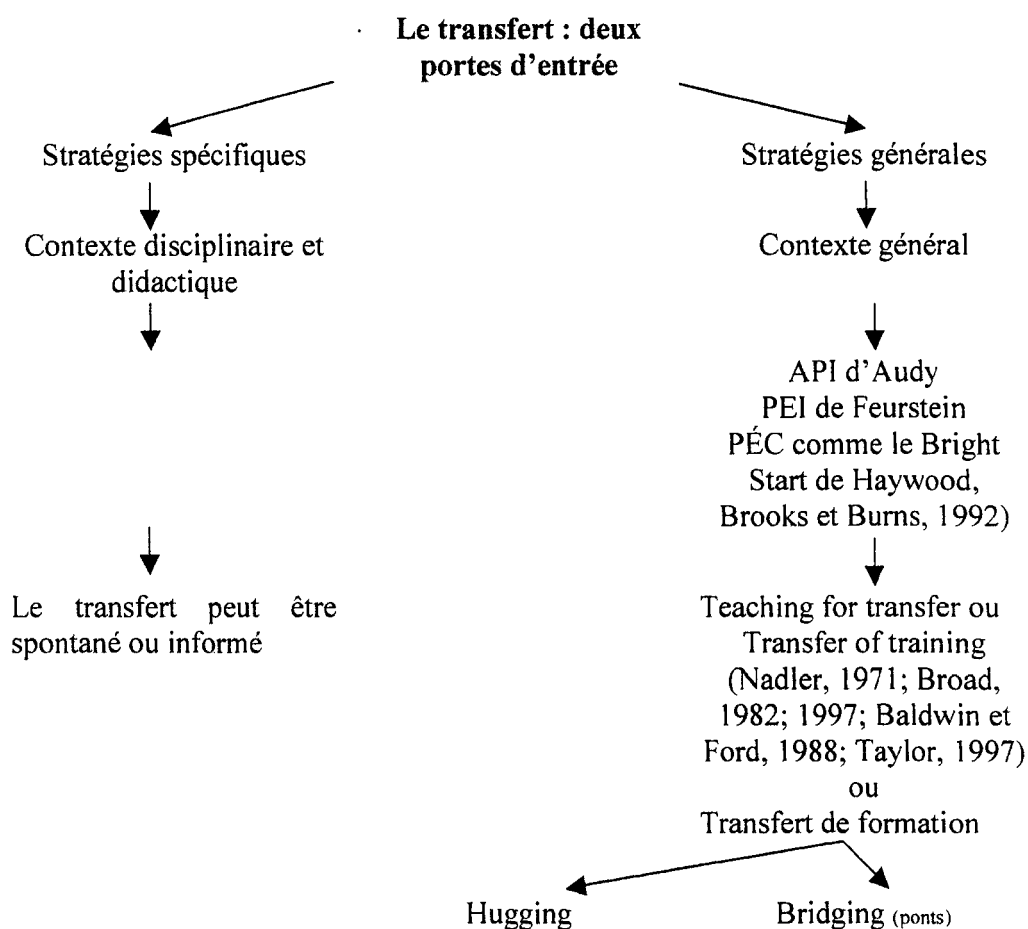 Le transfert : deux
portes d'entrée
Stratégies spécifiques
Stratégies générales
Contexte disciplinaire et
didactique
Contexte général
API d'Audy
PEI de Feurstein
PÉC comme le Bright
Start de Haywood,
Brooks et Burns, 1992)
Le transfert peut être
spontané ou informé
Teaching for transfer ou
Transfer of training
(Nadler, 1971; Broad,
1982; 1997; Baldwin et
Ford, 1988; Taylor, 1997)
ou
Transfert de formation
Hugging
Bridging (ponts)